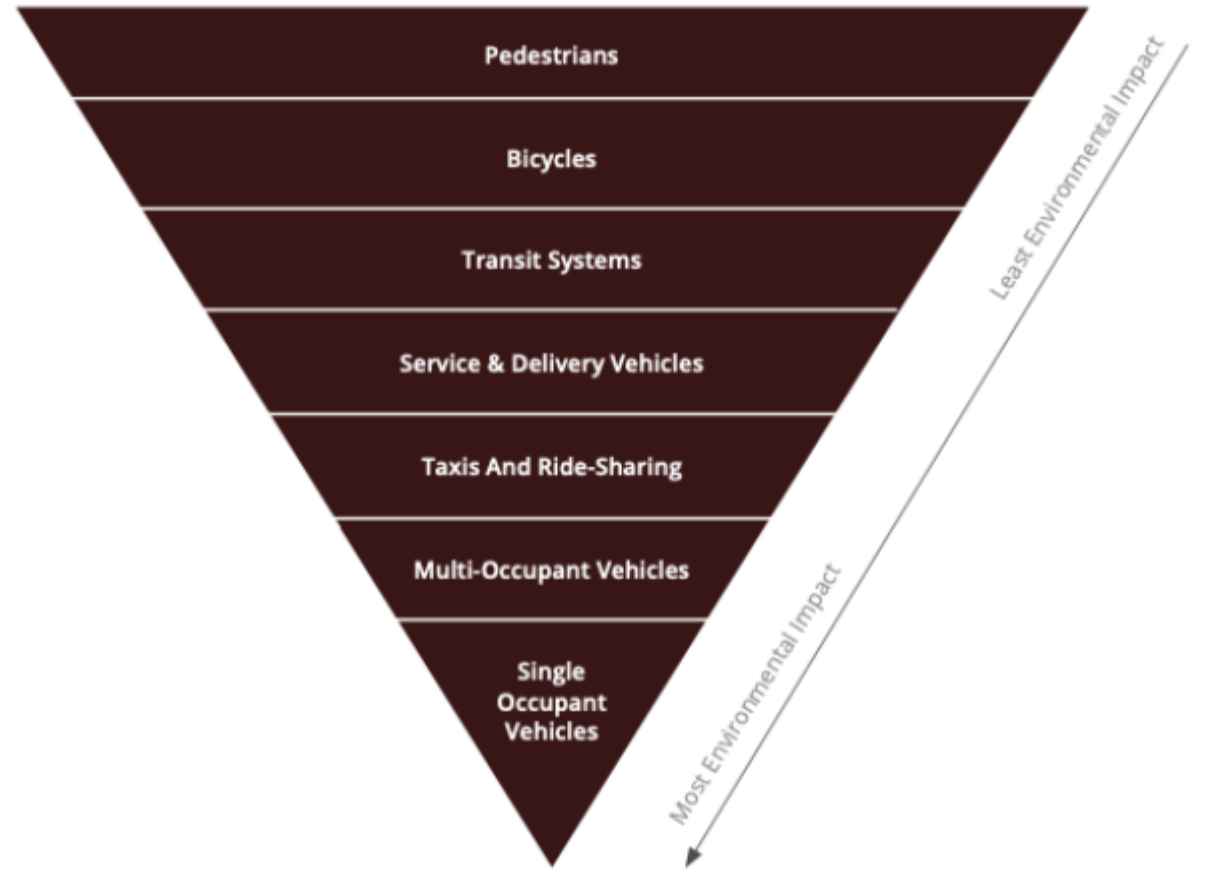 Pedestrians
Bicycles
Transit Systems
Service & Delivery Vehicles
Taxis And Ride-Sharing
Multi-Occupant Vehicles
Single
Occupant
Vehicles
Least Environmental Impact
Most Environmental Impact